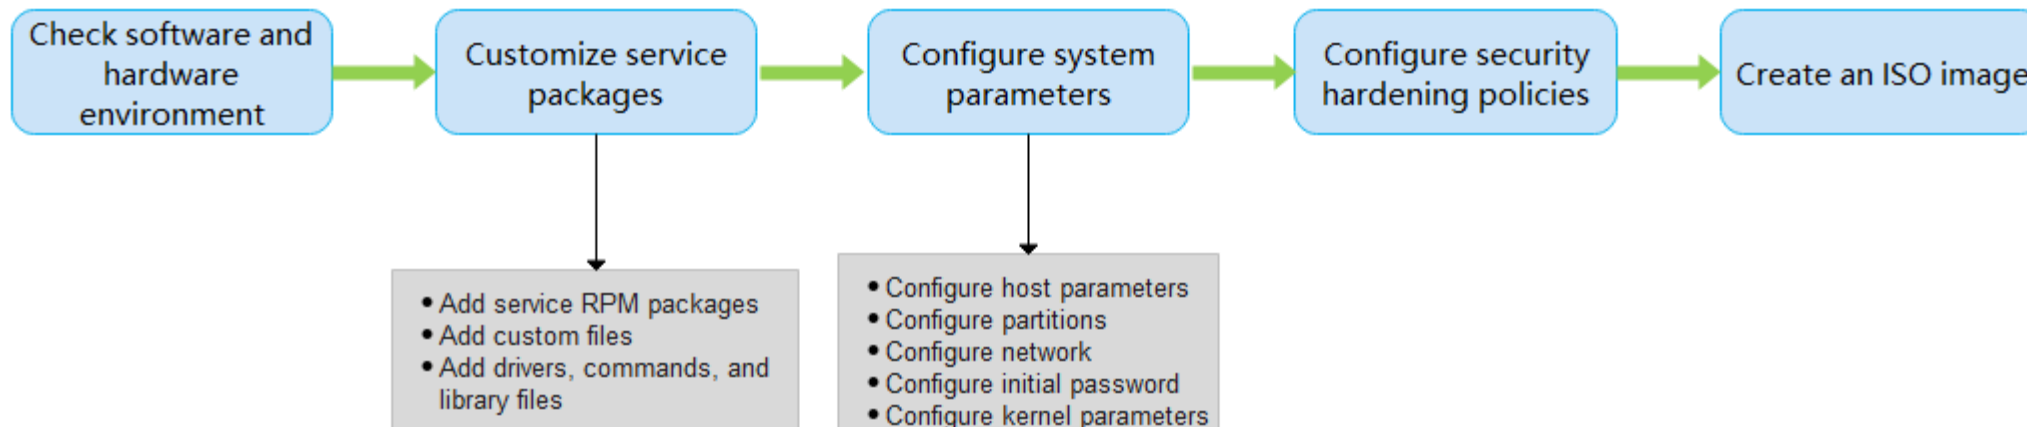 Check software and
hardware
environment
Customize service
packages
Configure system
parameters
Configure security
hardening policies
Create an ISO image
• Add service RPM packages
• Add custom files
• Add drivers, commands, and
library files
• Configure host parameters
• Configure partitions
• Configure network
• Configure initial password
• Configure kernel parameters